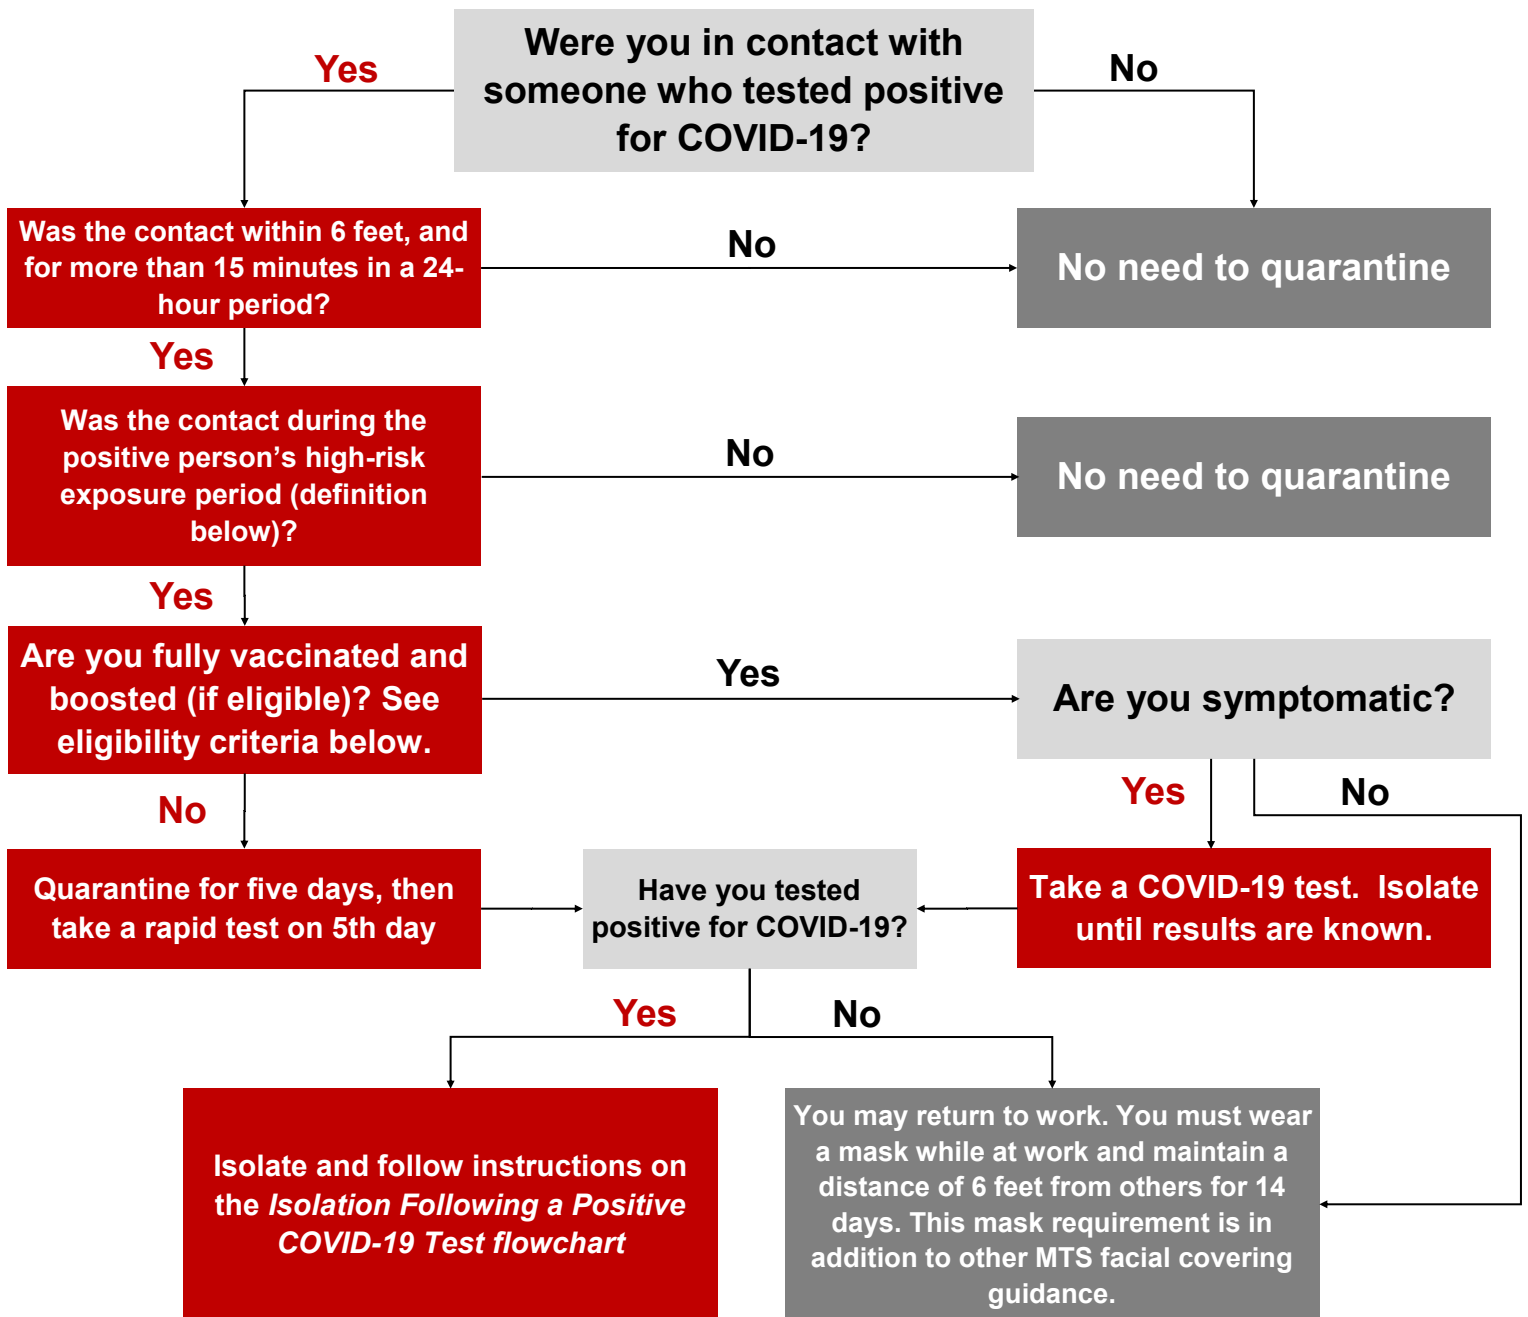 Were you in contact with
someone who tested positive
for COVID-19?
Yes
No
Was the contact within 6 feet, and
for more than 15 minutes in a 24-
hour period?
No
No need to quarantine
Yes
Was the contact during the
positive person’s high-risk
exposure period (definition
below)?
No
No need to quarantine
Yes
Are you fully vaccinated and
boosted (if eligible)? See
eligibility criteria below.
Yes
Are you symptomatic?
No
Yes
No
Quarantine for five days, then
take a rapid test on 5th day
Have you tested
positive for COVID-19?
Take a COVID-19 test.  Isolate
until results are known.
Yes
No
Isolate and follow instructions on
the Isolation Following a Positive
COVID-19 Test flowchart
You may return to work. You must wear
a mask while at work and maintain a
distance of 6 feet from others for 14
days. This mask requirement is in
addition to other MTS facial covering
guidance.